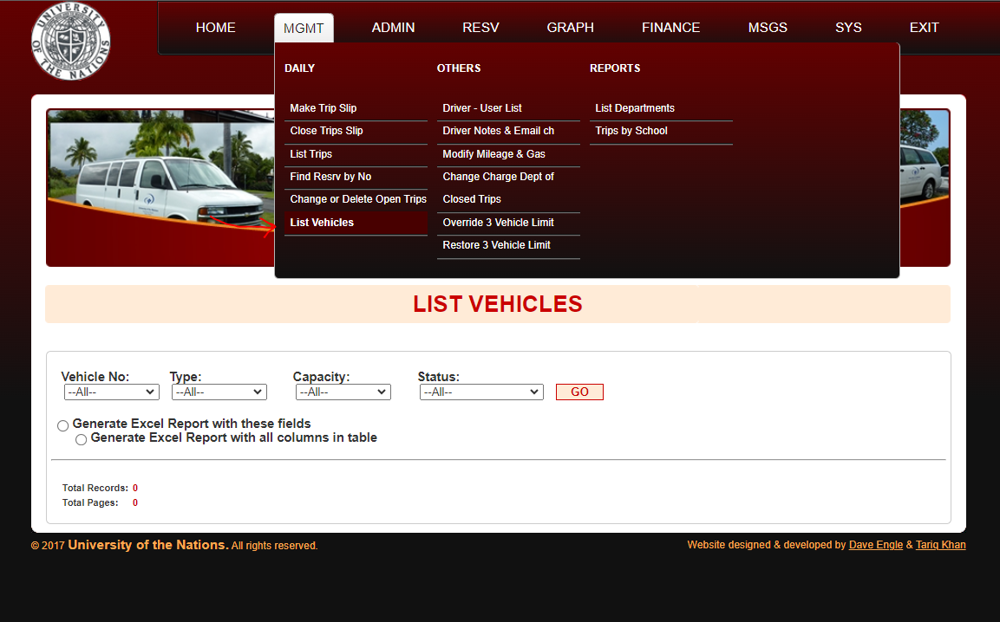 UNIVERSITY OF THE NATIONS
HOME MGMT ADMIN RESV GRAPH FINANCE MSGS SYS EXIT
DAILY OTHERS REPORTS
Make Trip Slip Driver - User List List Departments
Close Trips Slip Driver Notes & Email ch Trips by School
List Trips Modify Mileage & Gas
Find Resrv by No Change Charge Dept of
Change or Delete Open Trips Closed Trips
List Vehicles Override 3 Vehicle Limit
Restore 3 Vehicle Limit
LIST VEHICLES
Vehicle No: Type: Capacity: Status:
--All-- --All-- --All-- --All-- GO
Generate Excel Report with these fields
Generate Excel Report with all columns in table
Total Records: 0
Total Pages: 0
© 2017 University of the Nations. All rights reserved. Website designed & developed by Dave Engle & Tariq Khan